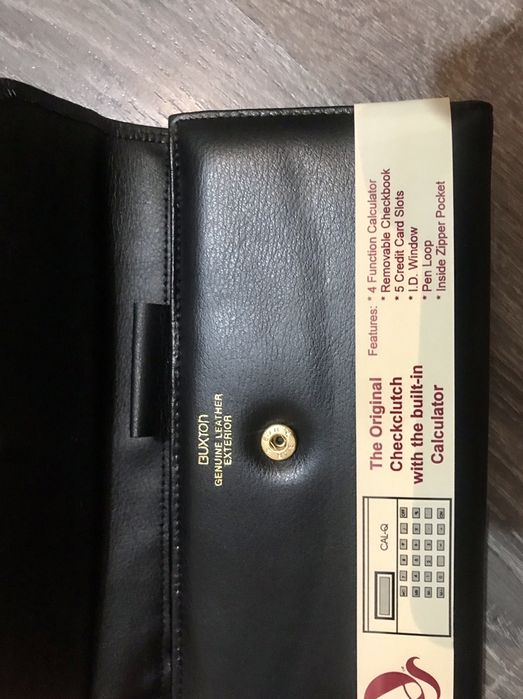 BUXTON
GENUINE LEATHER
EXTERIOR
The Original
Checkclutch
with the built-in
Calculator
Features: * 4 Function Calculator
* Removable Checkbook
* 5 Credit Card Slots
* I.D. Window
* Pen Loop
* Inside Zipper Pocket
CAL-Q